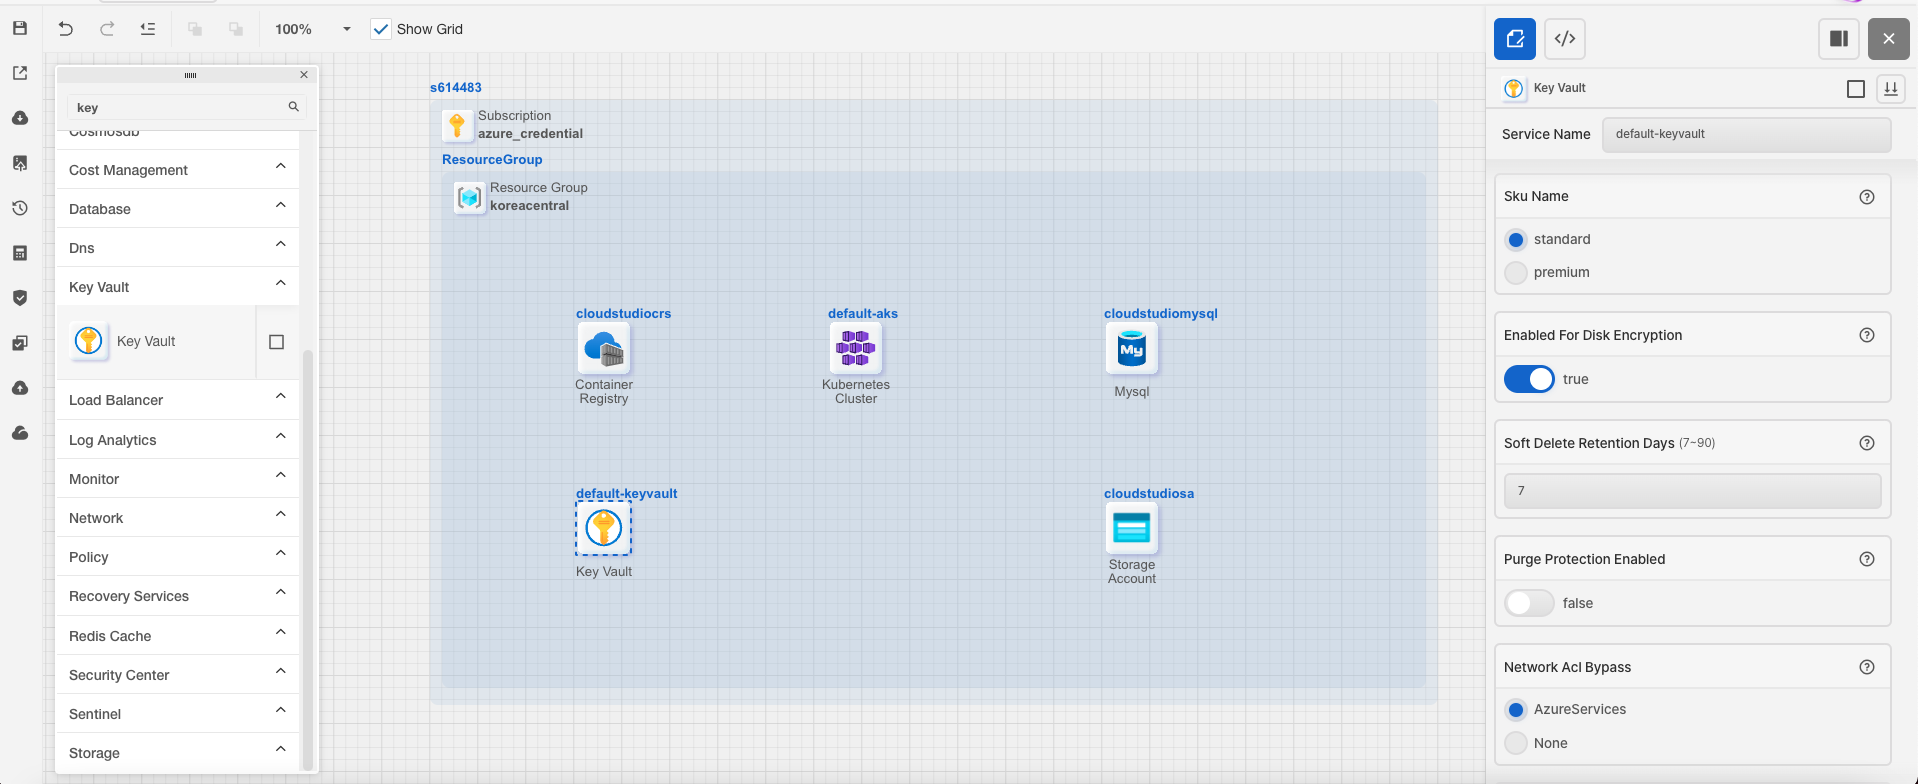 100%
Show Grid
key
Cosmosdb
Cost Management
Database
Dns
Key Vault
Key Vault
Load Balancer
Log Analytics
Monitor
Network
Policy
Recovery Services
Redis Cache
Security Center
Sentinel
Storage
s614483
Subscription
azure_credential
ResourceGroup
Resource Group
koreacentral
cloudstudiocrs
Container
Registry
default-aks
Kubernetes
Cluster
cloudstudiomysql
My
Mysql
default-keyvault
Key Vault
cloudstudiosa
Storage
Account
Key Vault
Service Name
default-keyvault
Sku Name
standard
premium
Enabled For Disk Encryption
true
Soft Delete Retention Days (7~90)
7
Purge Protection Enabled
false
Network Acl Bypass
AzureServices
None